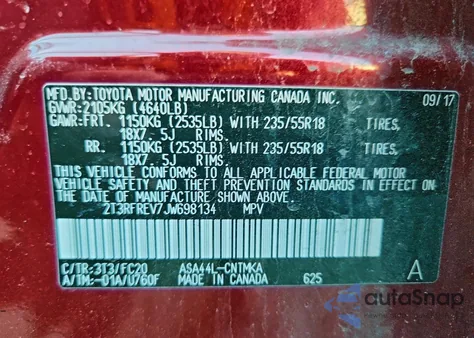 MFD.BY:TOYOTA MOTOR MANUFACTURING CANADA INC. 09/17
GVWR:2105KG (4640LB)
GAWR:FRT. 1150KG (2535LB) WITH 235/55R18 TIRES,
18X7. 5J RIMS.
RR. 1150KG (2535LB) WITH 235/55R18 TIRES,
18X7. 5J RIMS.
THIS VEHICLE CONFORMS TO ALL APPLICABLE FEDERAL MOTOR
VEHICLE SAFETY AND THEFT PREVENTION STANDARDS IN EFFECT ON
THE DATE OF MANUFACTURE SHOWN ABOVE.
2T3RFREV7JW698134 MPV
C/TR:3T3/FC20 ASA44L-CNTMKA
A/TM:-01A/U760F MADE IN CANADA 625 A
autoSnap